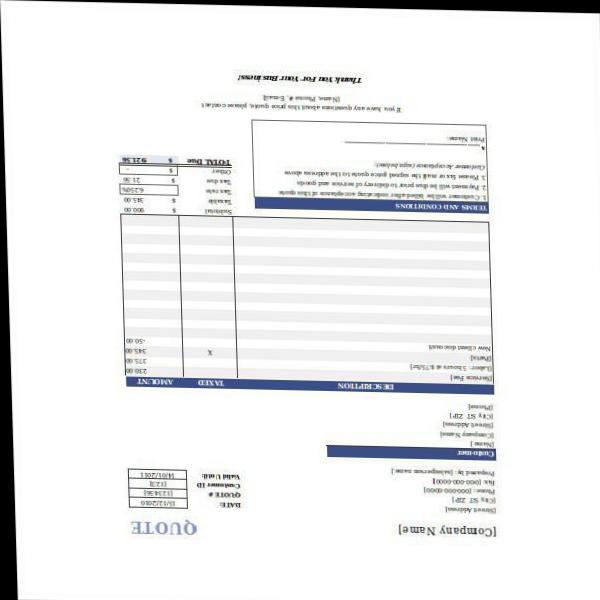 [Company Name]
QUOTE
[Street Address]
[City, ST ZIP]
Phone: [000-000-0000]
Fax: [000-000-0000]
Prepared by: [salesperson name]
DATE: 15/12/2010
QUOTE # [123456]
Customer ID [123]
Valid Until: 14/01/2011
Customer
[Name]
[Company Name]
[Street Address]
[City, ST ZIP]
[Phone]
DESCRIPTION TAXED AMOUNT
[Service Fee] 230.00
[Labor: 5 hours at $75/hr] 375.00
[Parts] X 345.00
New client discount -50.00
Subtotal $ 900.00
Taxable $ 345.00
Tax rate 6.250%
Tax due $ 21.56
Other $ -
TOTAL Due $ 921.56
TERMS AND CONDITIONS
1. Customer will be billed after indicating acceptance of this quote
2. Payment will be due prior to delivery of service and goods
3. Please fax or mail the signed price quote to the address above
Customer Acceptance (sign below):
x
Print Name:
If you have any questions about this price quote, please contact
[Name, Phone #, E-mail]
Thank You For Your Business!